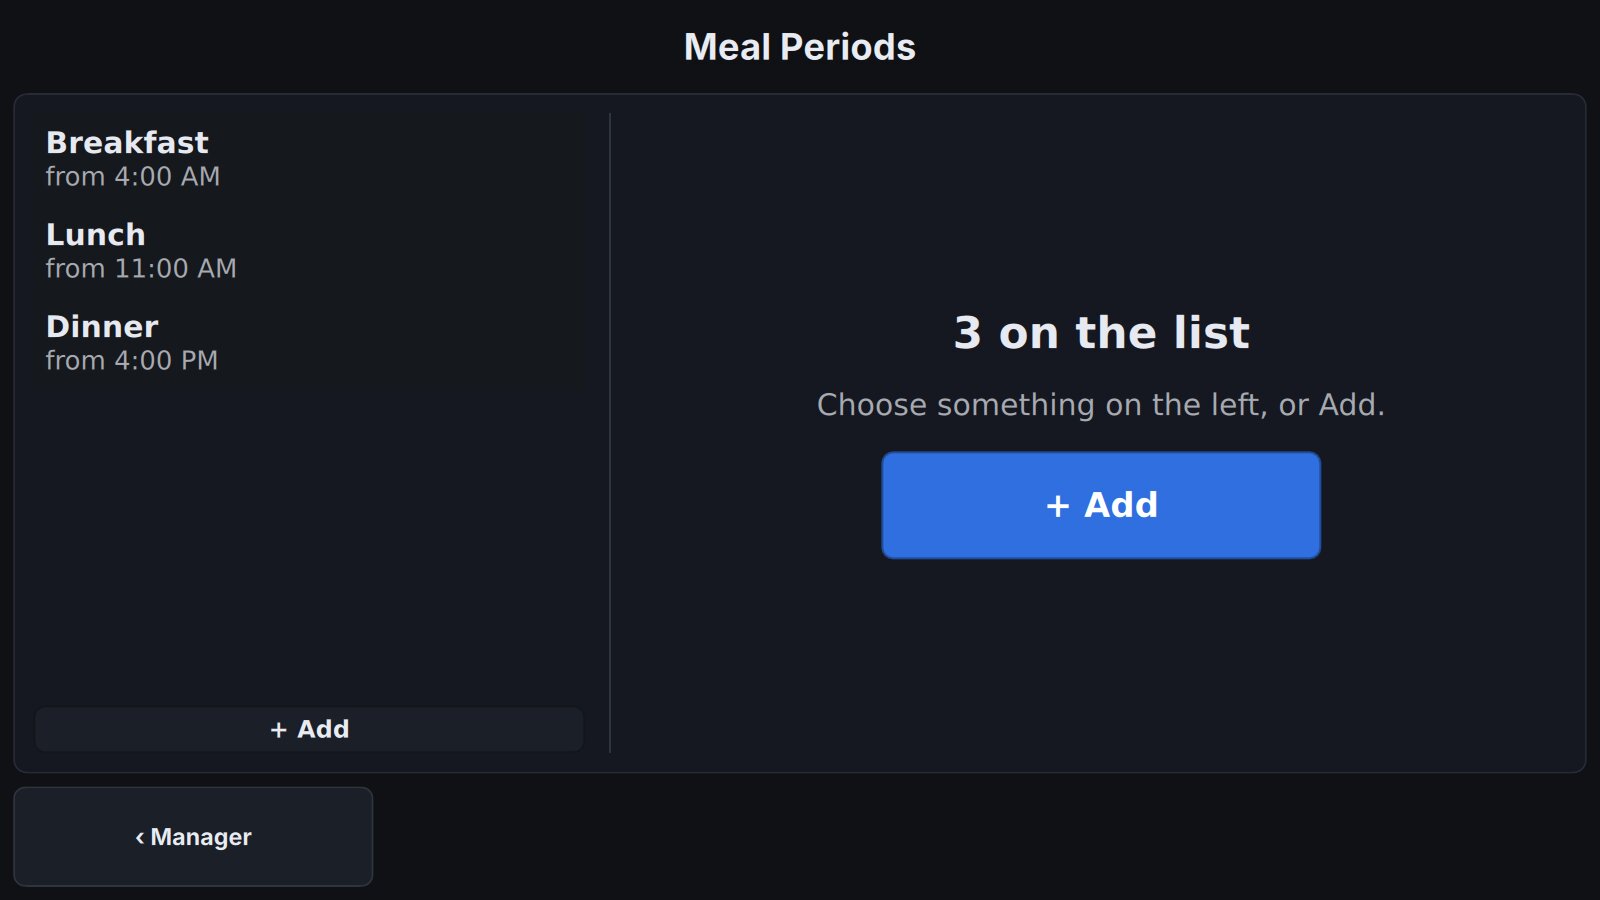 Meal Periods
Breakfast
from 4:00 AM
Lunch
from 11:00 AM
Dinner
from 4:00 PM
+ Add
3 on the list
Choose something on the left, or Add.
+ Add
‹ Manager